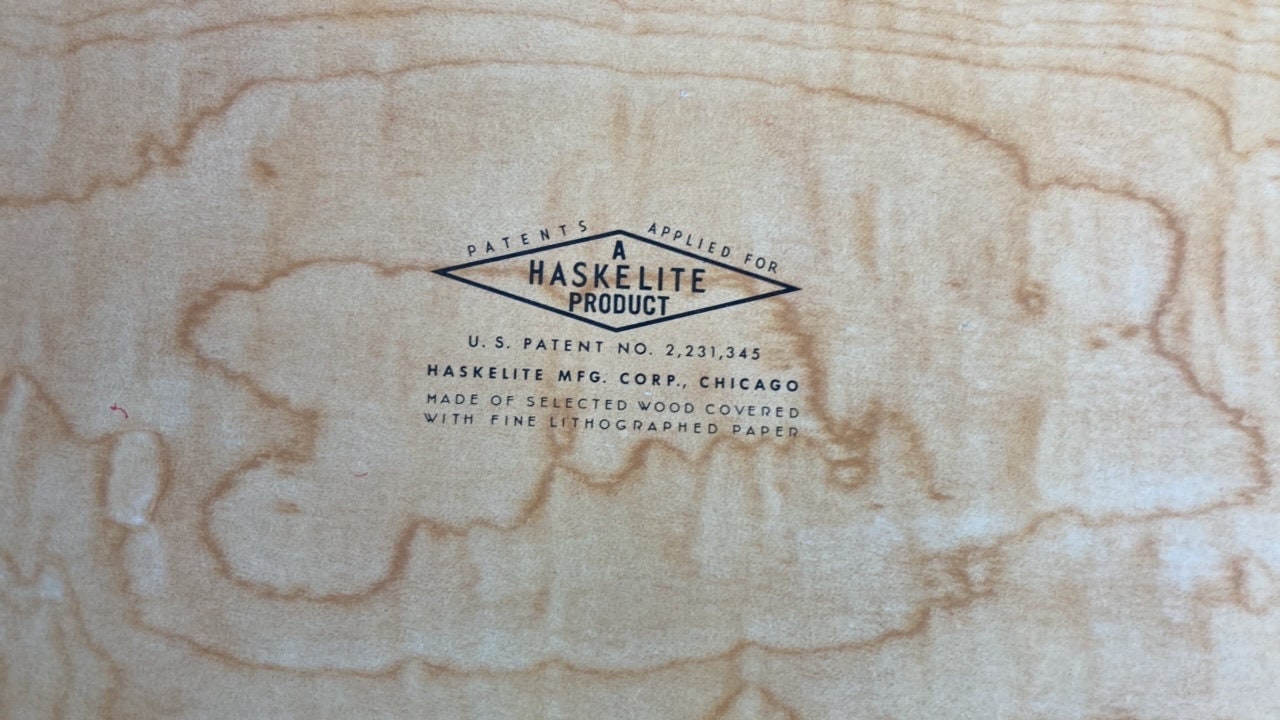 PATENTS APPLIED FOR
A
HASKELITE
PRODUCT
U. S. PATENT NO. 2,231,345
HASKELITE MFG. CORP., CHICAGO
MADE OF SELECTED WOOD COVERED
WITH FINE LITHOGRAPHED PAPER